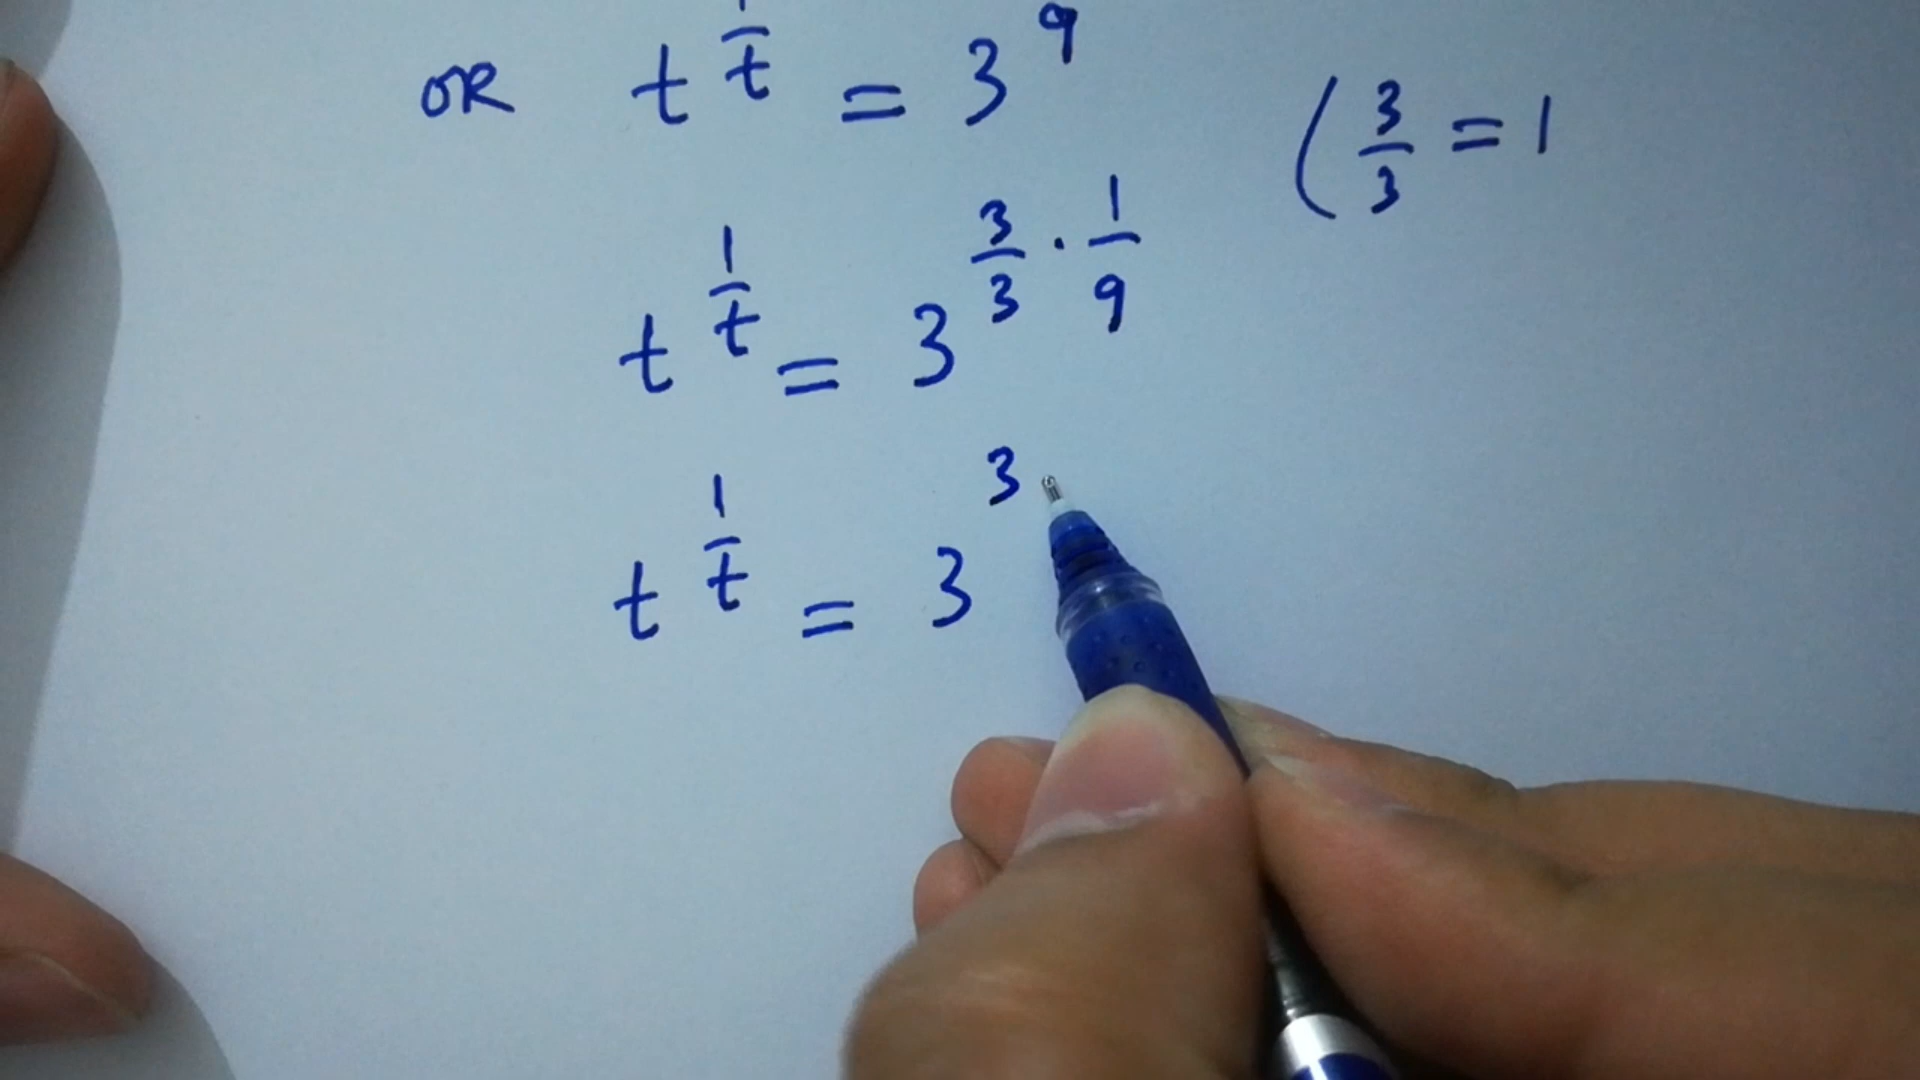 OR t^(1/t) = 3^9 ( 3/3 = 1
t^(1/t) = 3^(3/3 · 1/9)
t^(1/t) = 3^3